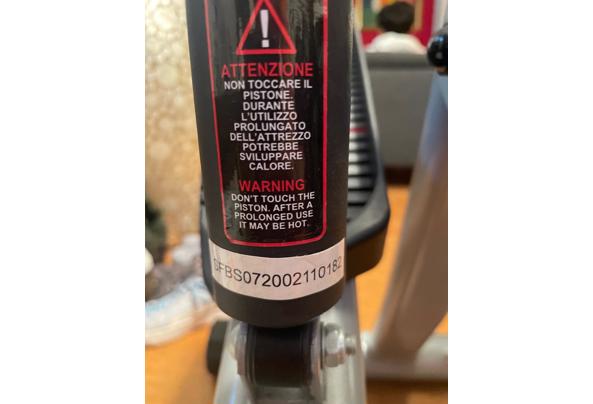 !
ATTENZIONE
NON TOCCARE IL
PISTONE.
DURANTE
L'UTILIZZO
PROLUNGATO
DELL'ATTREZZO
POTREBBE
SVILUPPARE
CALORE.
WARNING
DON'T TOUCH THE
PISTON. AFTER A
PROLONGED USE
IT MAY BE HOT.